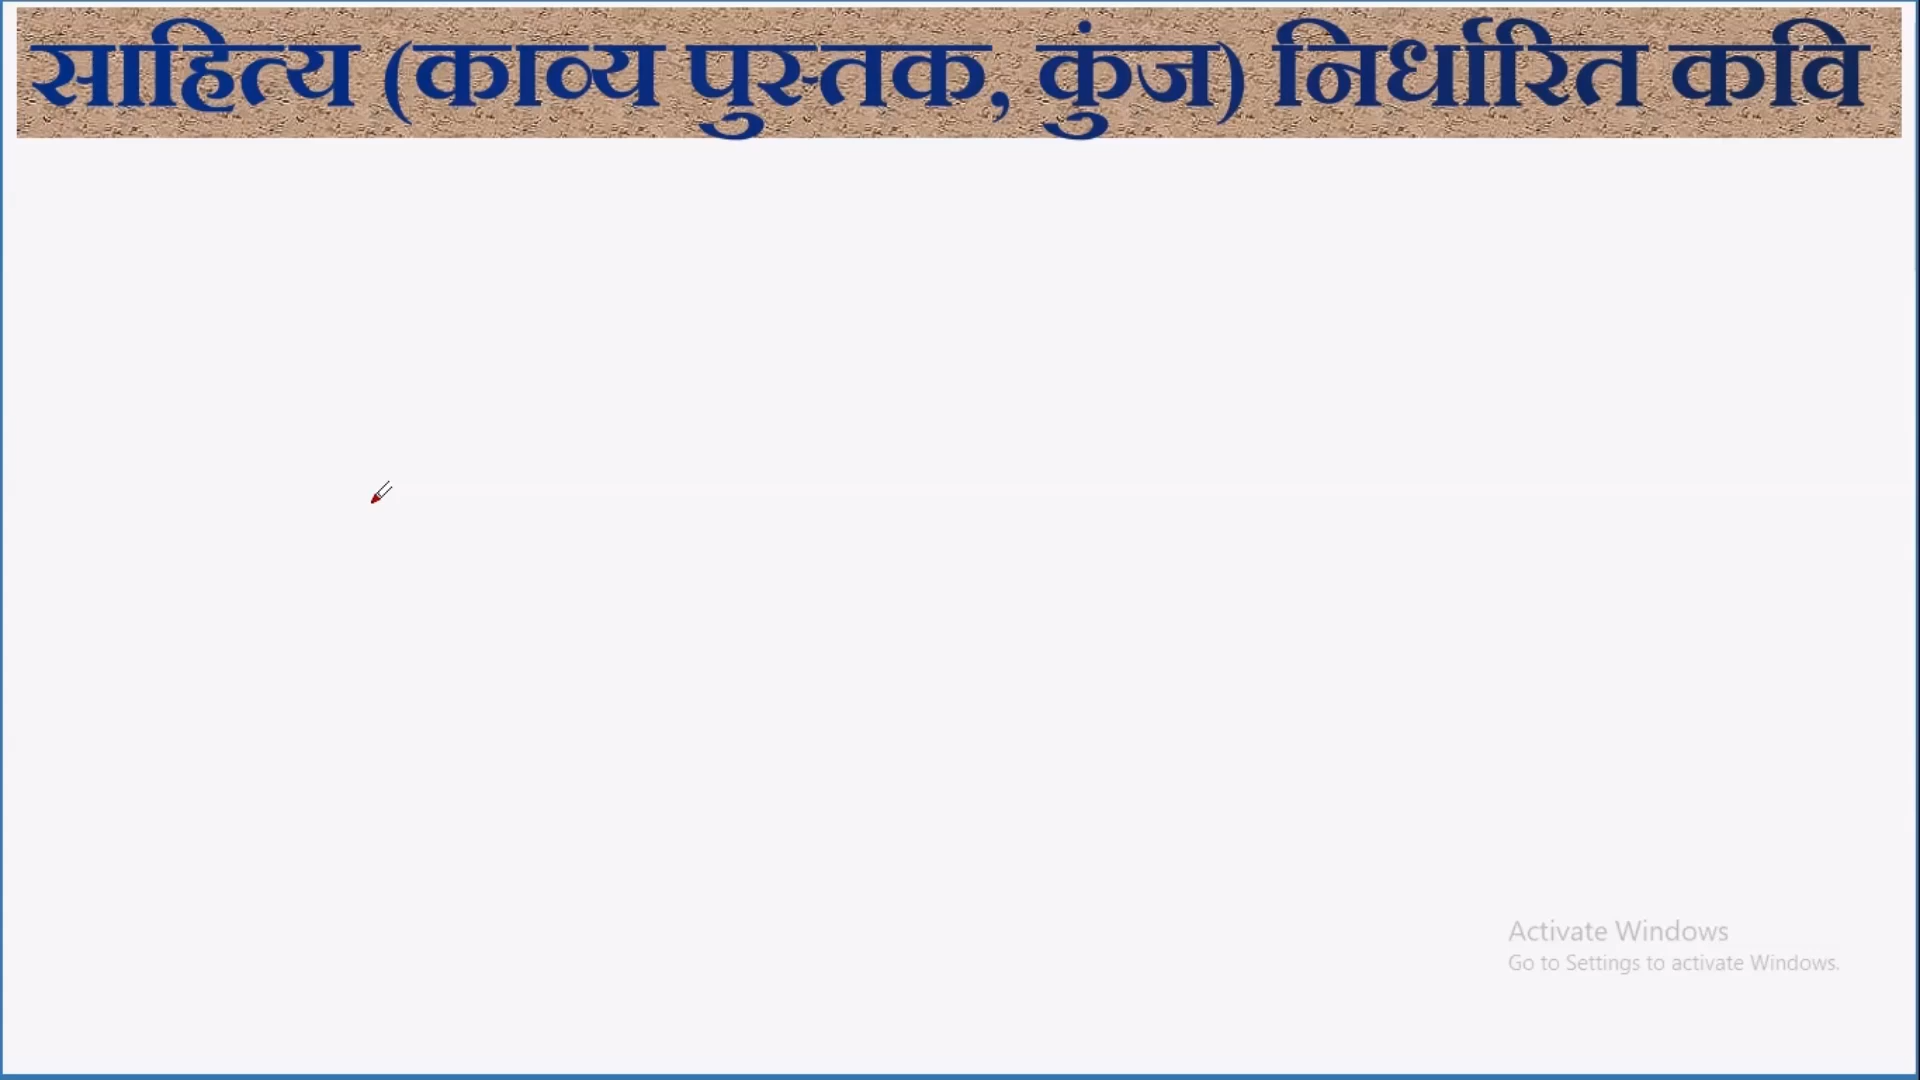 साहित्य (काव्य पुस्तक, कुंज) निर्धारित कवि
Activate Windows
Go to Settings to activate Windows.